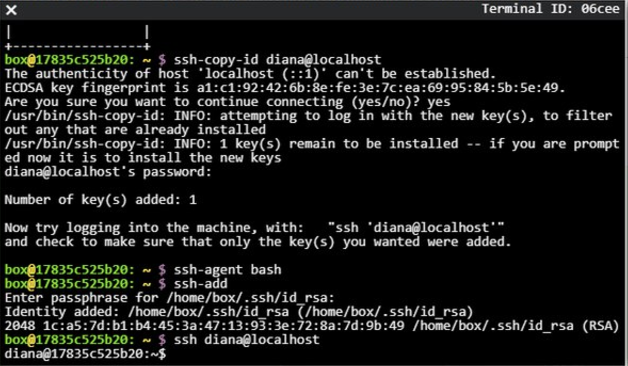 Terminal ID: 06cee
|                 |
+-----------------+
box@17835c525b20: ~ $ ssh-copy-id diana@localhost
The authenticity of host 'localhost (::1)' can't be established.
ECDSA key fingerprint is a1:c1:92:42:6b:8e:fe:3e:7c:ea:69:95:84:5b:5e:49.
Are you sure you want to continue connecting (yes/no)? yes
/usr/bin/ssh-copy-id: INFO: attempting to log in with the new key(s), to filter
out any that are already installed
/usr/bin/ssh-copy-id: INFO: 1 key(s) remain to be installed -- if you are prompt
ed now it is to install the new keys
diana@localhost's password:
Number of key(s) added: 1
Now try logging into the machine, with:   "ssh 'diana@localhost'"
and check to make sure that only the key(s) you wanted were added.
box@17835c525b20: ~ $ ssh-agent bash
box@17835c525b20: ~ $ ssh-add
Enter passphrase for /home/box/.ssh/id_rsa:
Identity added: /home/box/.ssh/id_rsa (/home/box/.ssh/id_rsa)
2048 1c:a5:7d:b1:b4:45:3a:47:13:93:3e:72:8a:7d:9b:49 /home/box/.ssh/id_rsa (RSA)
box@17835c525b20: ~ $ ssh diana@localhost
diana@17835c525b20:~$